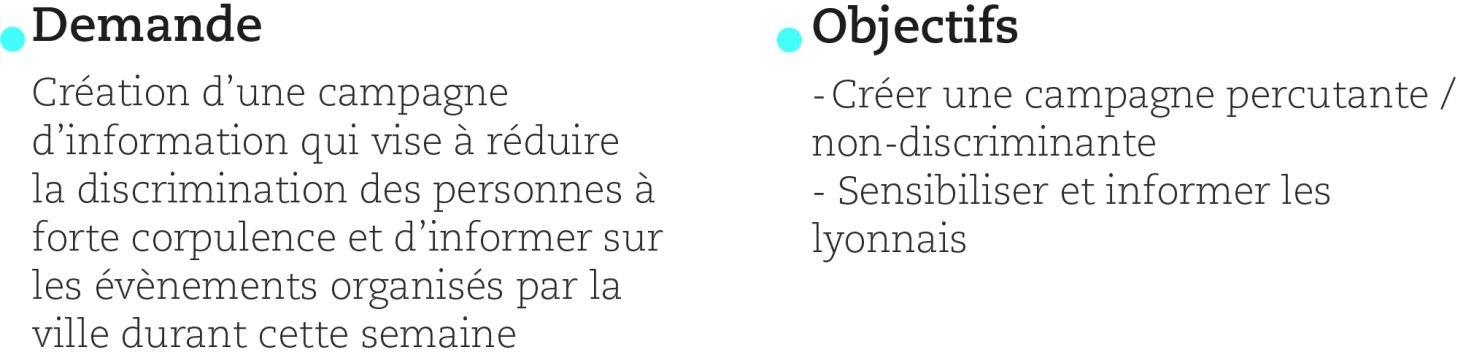 Demande
Création d’une campagne
d’information qui vise à réduire
la discrimination des personnes à
forte corpulence et d’informer sur
les évènements organisés par la
ville durant cette semaine
Objectifs
- Créer une campagne percutante /
non-discriminante
- Sensibiliser et informer les
lyonnais